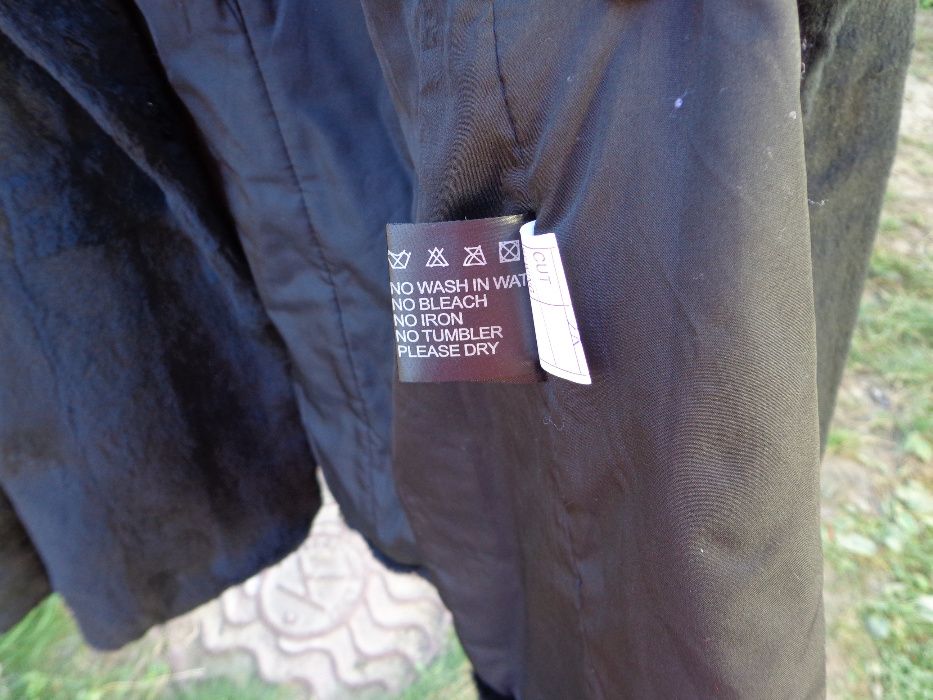 NO WASH IN WAT
NO BLEACH
NO IRON
NO TUMBLER
PLEASE DRY
CUT